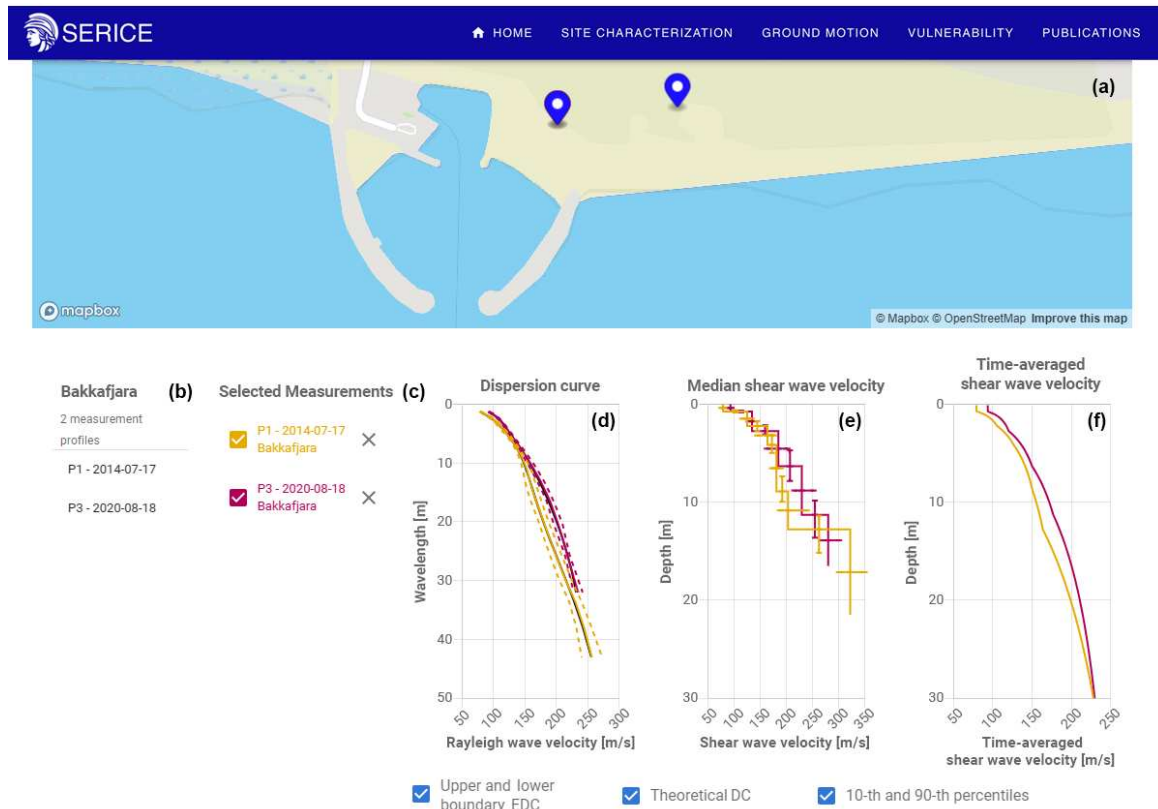 SERICE
HOME SITE CHARACTERIZATION GROUND MOTION VULNERABILITY PUBLICATIONS
(a)
mapbox
© Mapbox © OpenStreetMap Improve this map
Bakkafjara (b)
2 measurement
profiles
P1 - 2014-07-17
P3 - 2020-08-18
Selected Measurements (c)
P1 - 2014-07-17
Bakkafjara
P3 - 2020-08-18
Bakkafjara
Dispersion curve
(d)
0
10
20
30
40
50
Wavelength [m]
50 100 150 200 250 300
Rayleigh wave velocity [m/s]
Median shear wave velocity
(e)
0
10
20
30
Depth [m]
50 100 150 200 250 300 350
Shear wave velocity [m/s]
Time-averaged
shear wave velocity
(f)
0
10
20
30
Depth [m]
50 100 150 200 250
Time-averaged
shear wave velocity [m/s]
Upper and lower
boundary EDC
Theoretical DC
10-th and 90-th percentiles